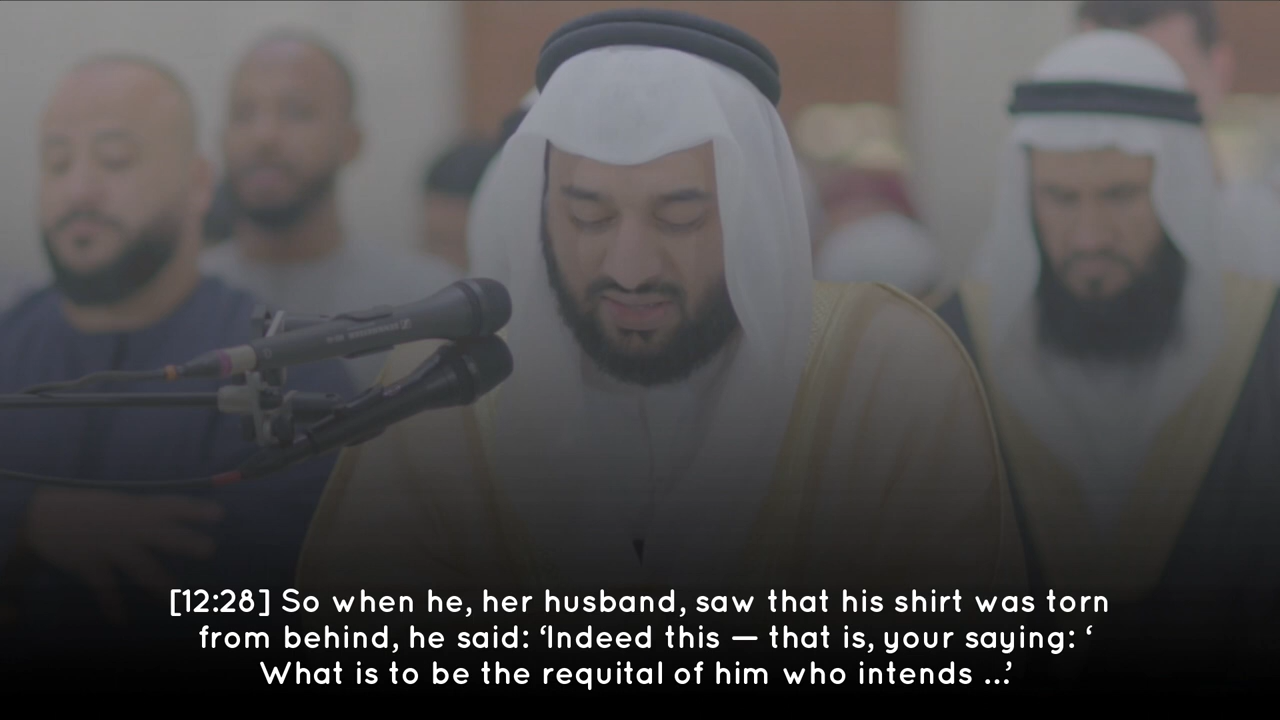 [12:28] So when he, her husband, saw that his shirt was torn
from behind, he said: ‘Indeed this — that is, your saying: ‘
What is to be the requital of him who intends ...’